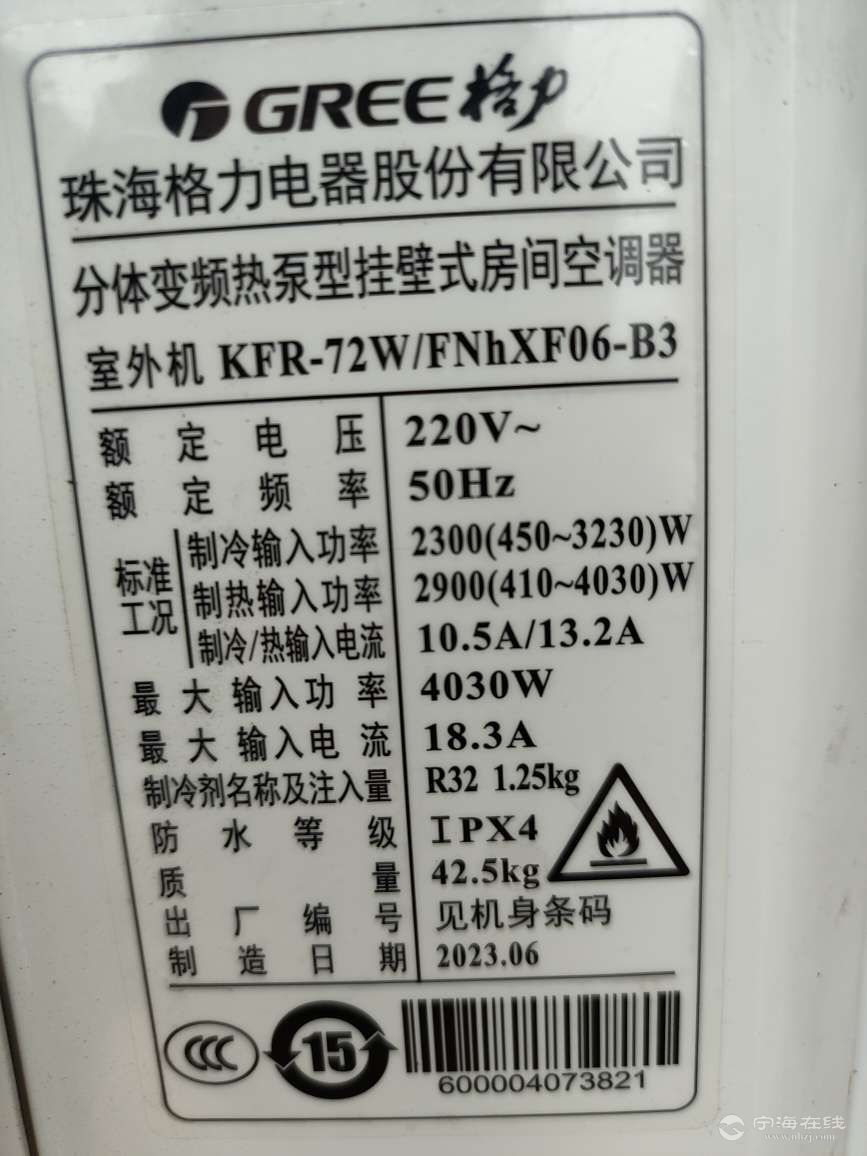 GREE 格力
珠海格力电器股份有限公司
分体变频热泵型挂壁式房间空调器
室外机 KFR-72W/FNhXF06-B3
额定电压 220V~
额定频率 50Hz
标准工况 制冷输入功率 2300(450~3230)W
制热输入功率 2900(410~4030)W
制冷/热输入电流 10.5A/13.2A
最大输入功率 4030W
最大输入电流 18.3A
制冷剂名称及注入量 R32 1.25kg
防水等级 IPX4
质量 42.5kg
出厂编号 见机身条码
制造日期 2023.06
CCC 15
600004073821
宁海在线
www.nhzj.com